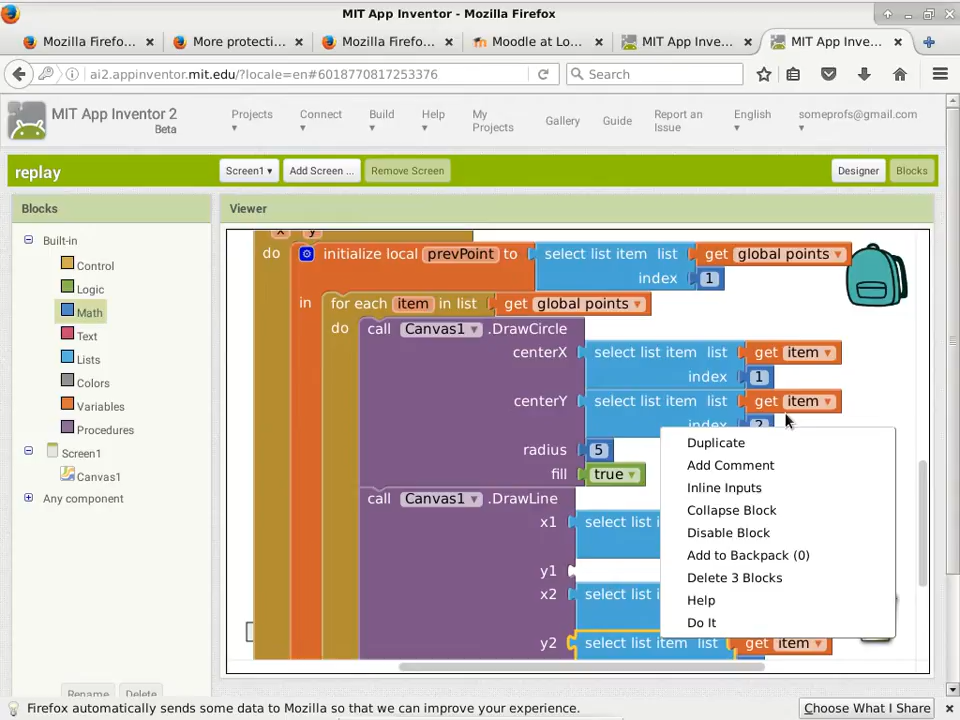 MIT App Inventor - Mozilla Firefox
Mozilla Firefo...
More protecti...
Mozilla Firefo...
Moodle at Lo...
MIT App Inve...
MIT App Inve...
ai2.appinventor.mit.edu/?locale=en#6018770817253376
Search
MIT App Inventor 2
Beta
Projects
Connect
Build
Help
My
Projects
Gallery
Guide
Report an
Issue
English
someprofs@gmail.com
replay
Screen1
Add Screen ...
Remove Screen
Designer
Blocks
Blocks
Viewer
Built-in
Control
Logic
Math
Text
Lists
Colors
Variables
Procedures
Screen1
Canvas1
Any component
Rename
Delete
x y
do
initialize local prevPoint to
select list item list
get global points
index 1
in
for each item in list
get global points
do
call Canvas1 .DrawCircle
centerX
select list item list
get item
index 1
centerY
select list item list
get item
index 2
radius 5
fill true
call Canvas1 .DrawLine
x1
select list i
y1
x2
select list i
y2
select list item list
get item
Duplicate
Add Comment
Inline Inputs
Collapse Block
Disable Block
Add to Backpack (0)
Delete 3 Blocks
Help
Do It
Firefox automatically sends some data to Mozilla so that we can improve your experience.
Choose What I Share